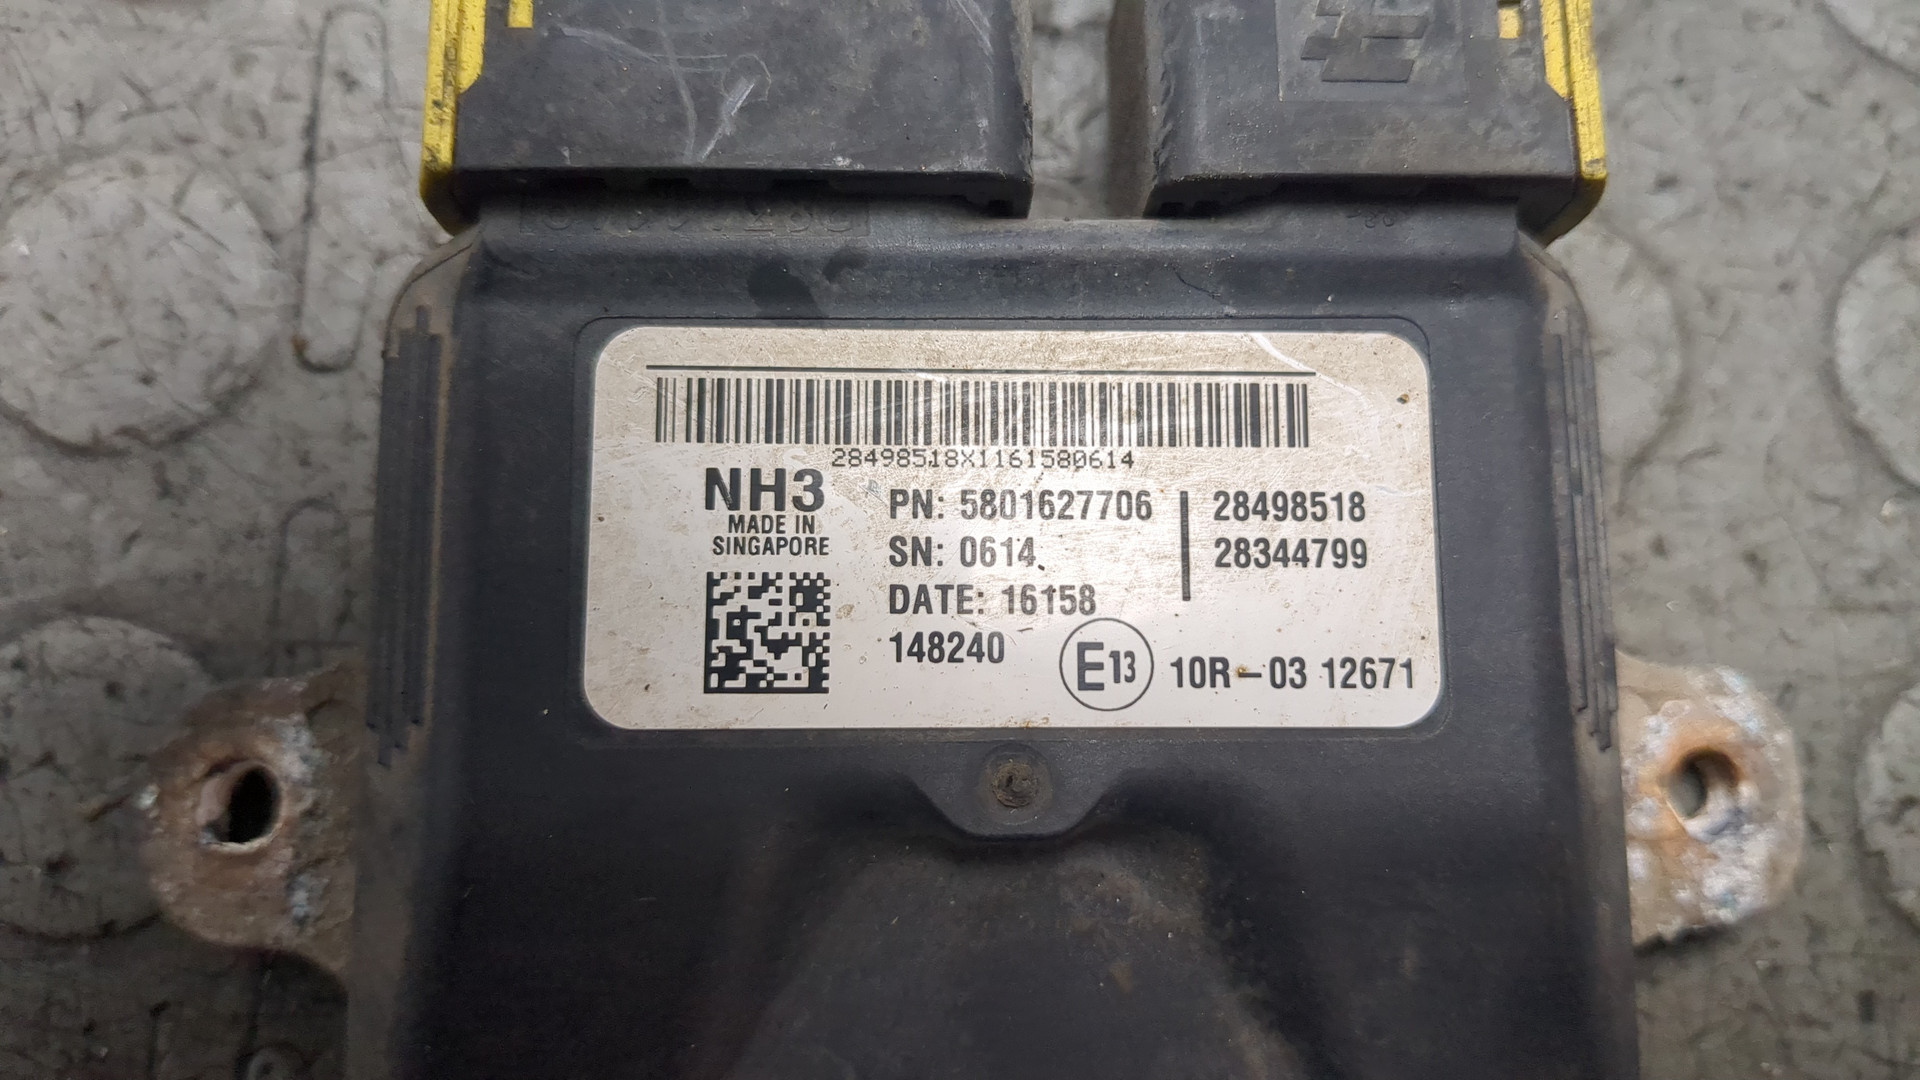 28498518X1161580614
NH3
MADE IN
SINGAPORE
PN: 5801627706
SN: 0614
DATE: 16158
148240
28498518
28344799
E13
10R-03 12671